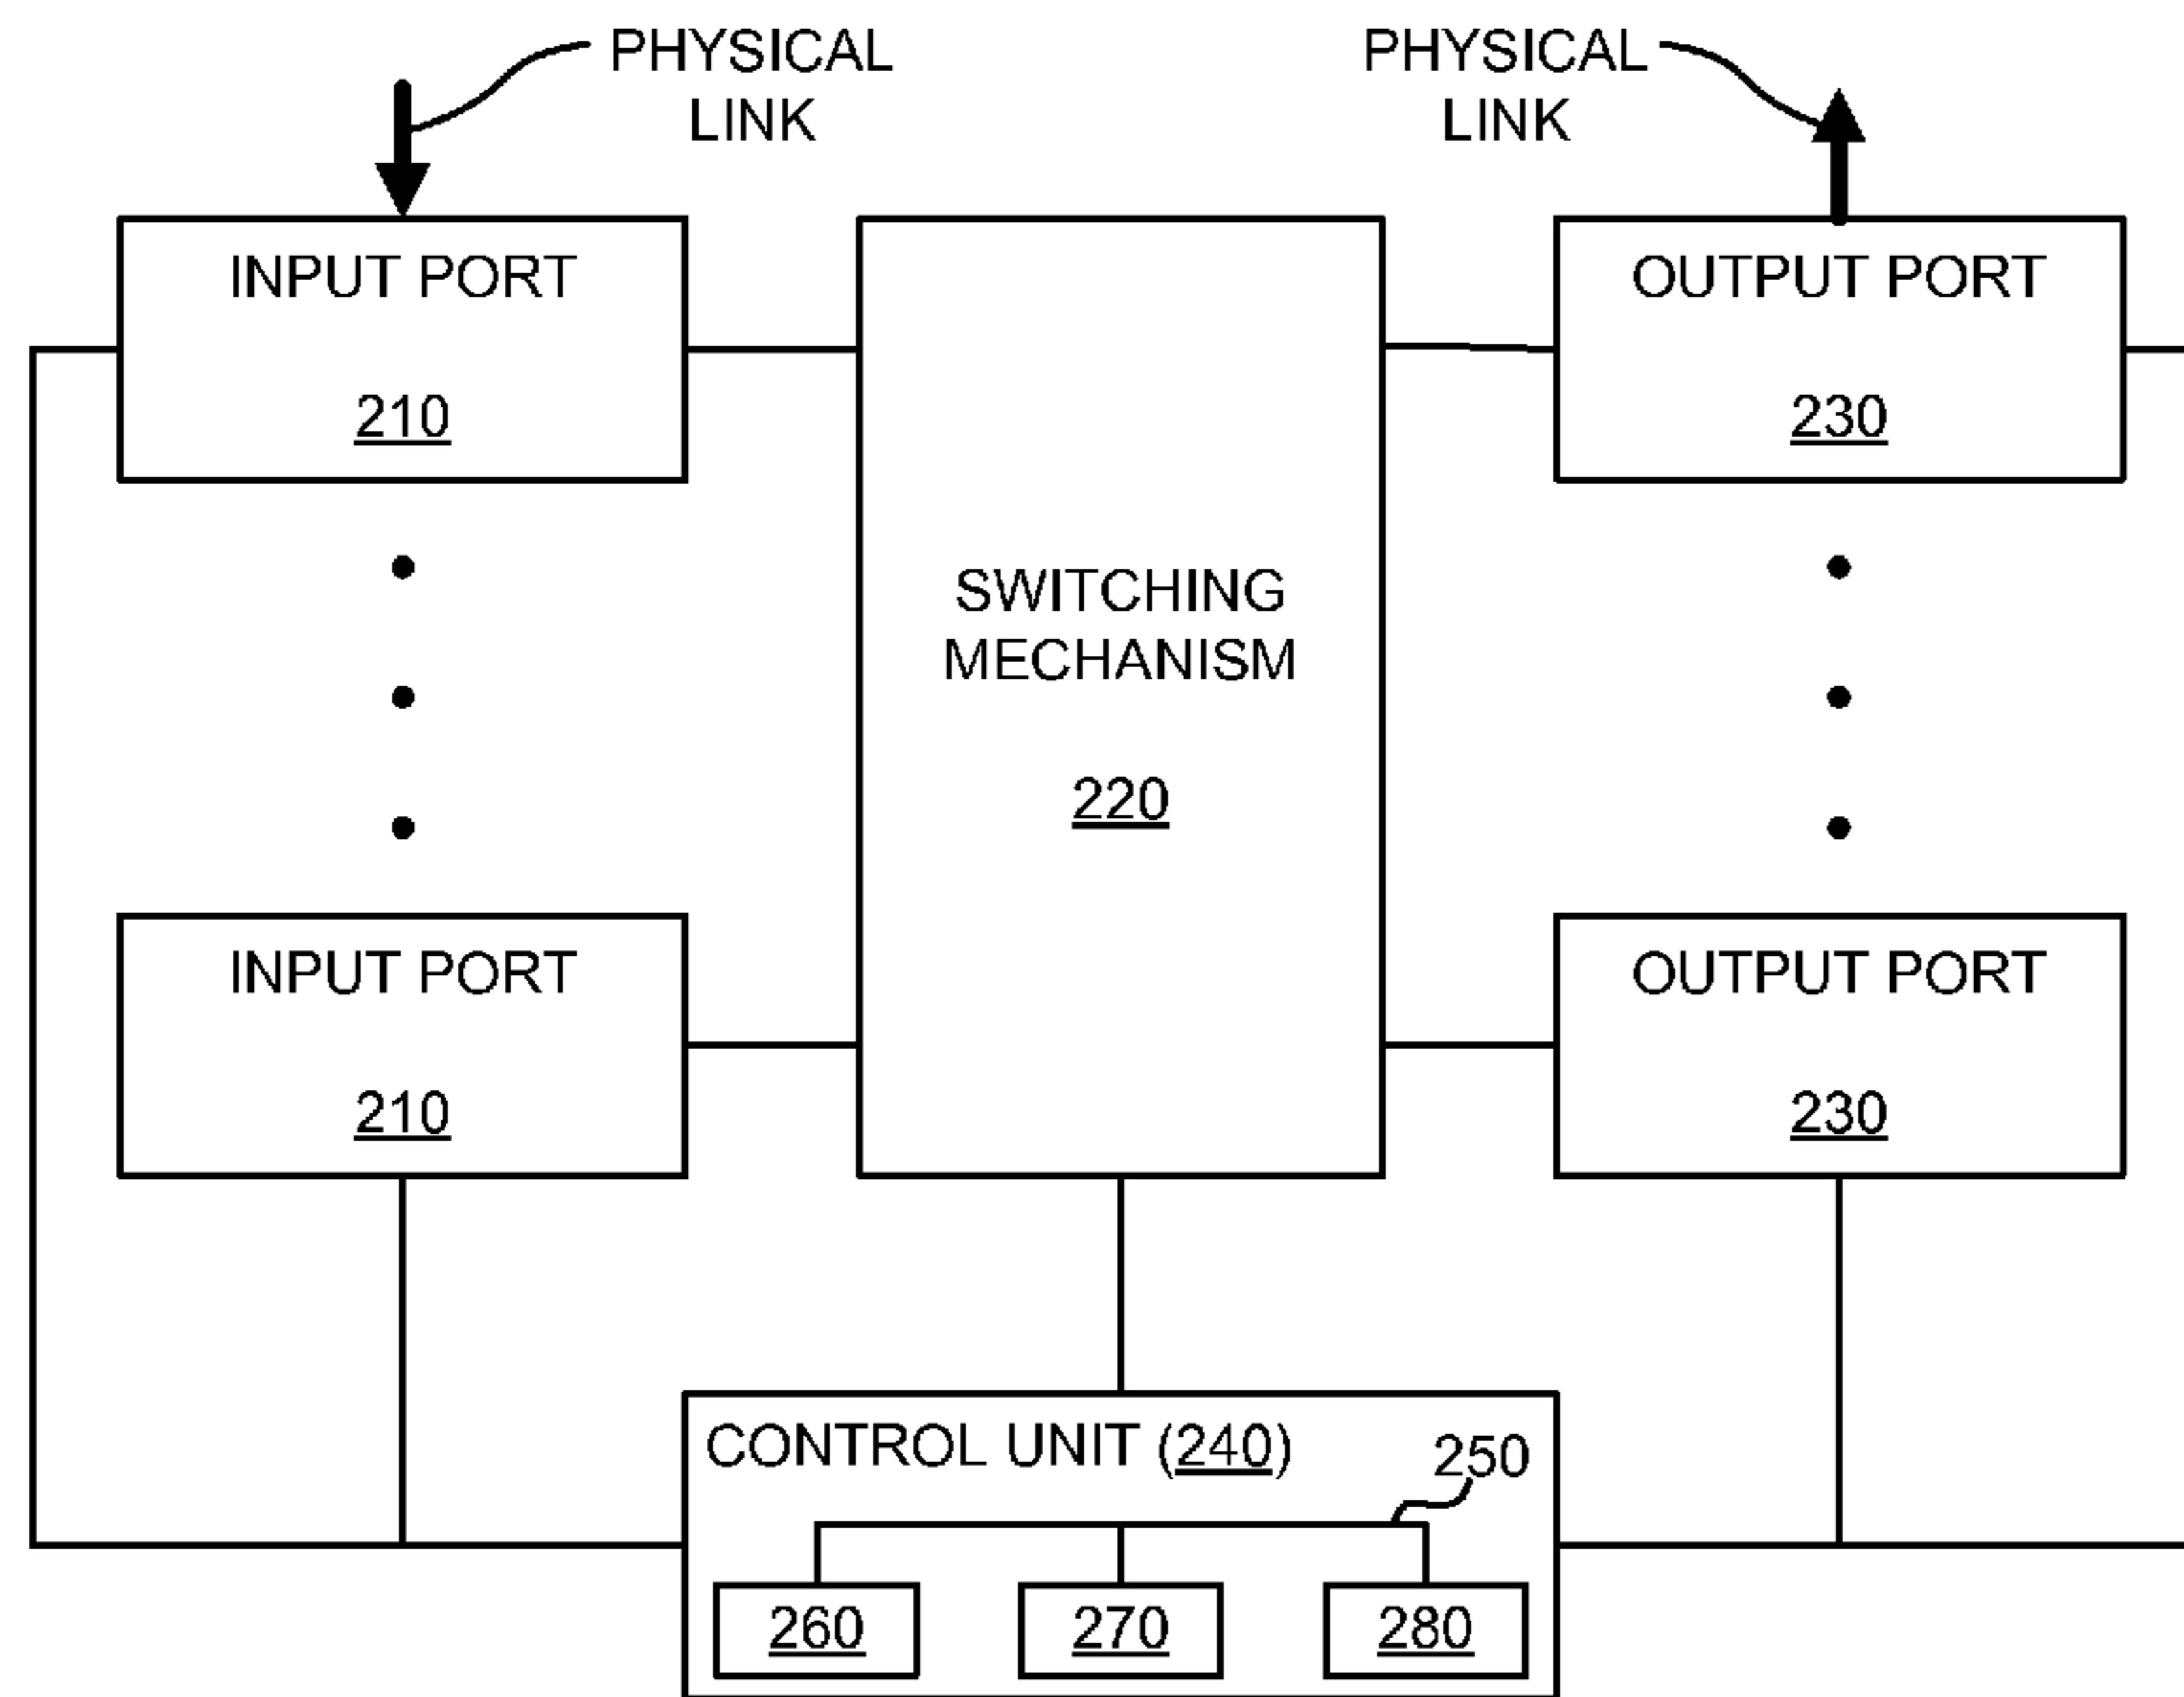 PHYSICAL
LINK
PHYSICAL
LINK
INPUT PORT
210
OUTPUT PORT
230
SWITCHING
MECHANISM
220
INPUT PORT
210
OUTPUT PORT
230
CONTROL UNIT (240)
250
260
270
280